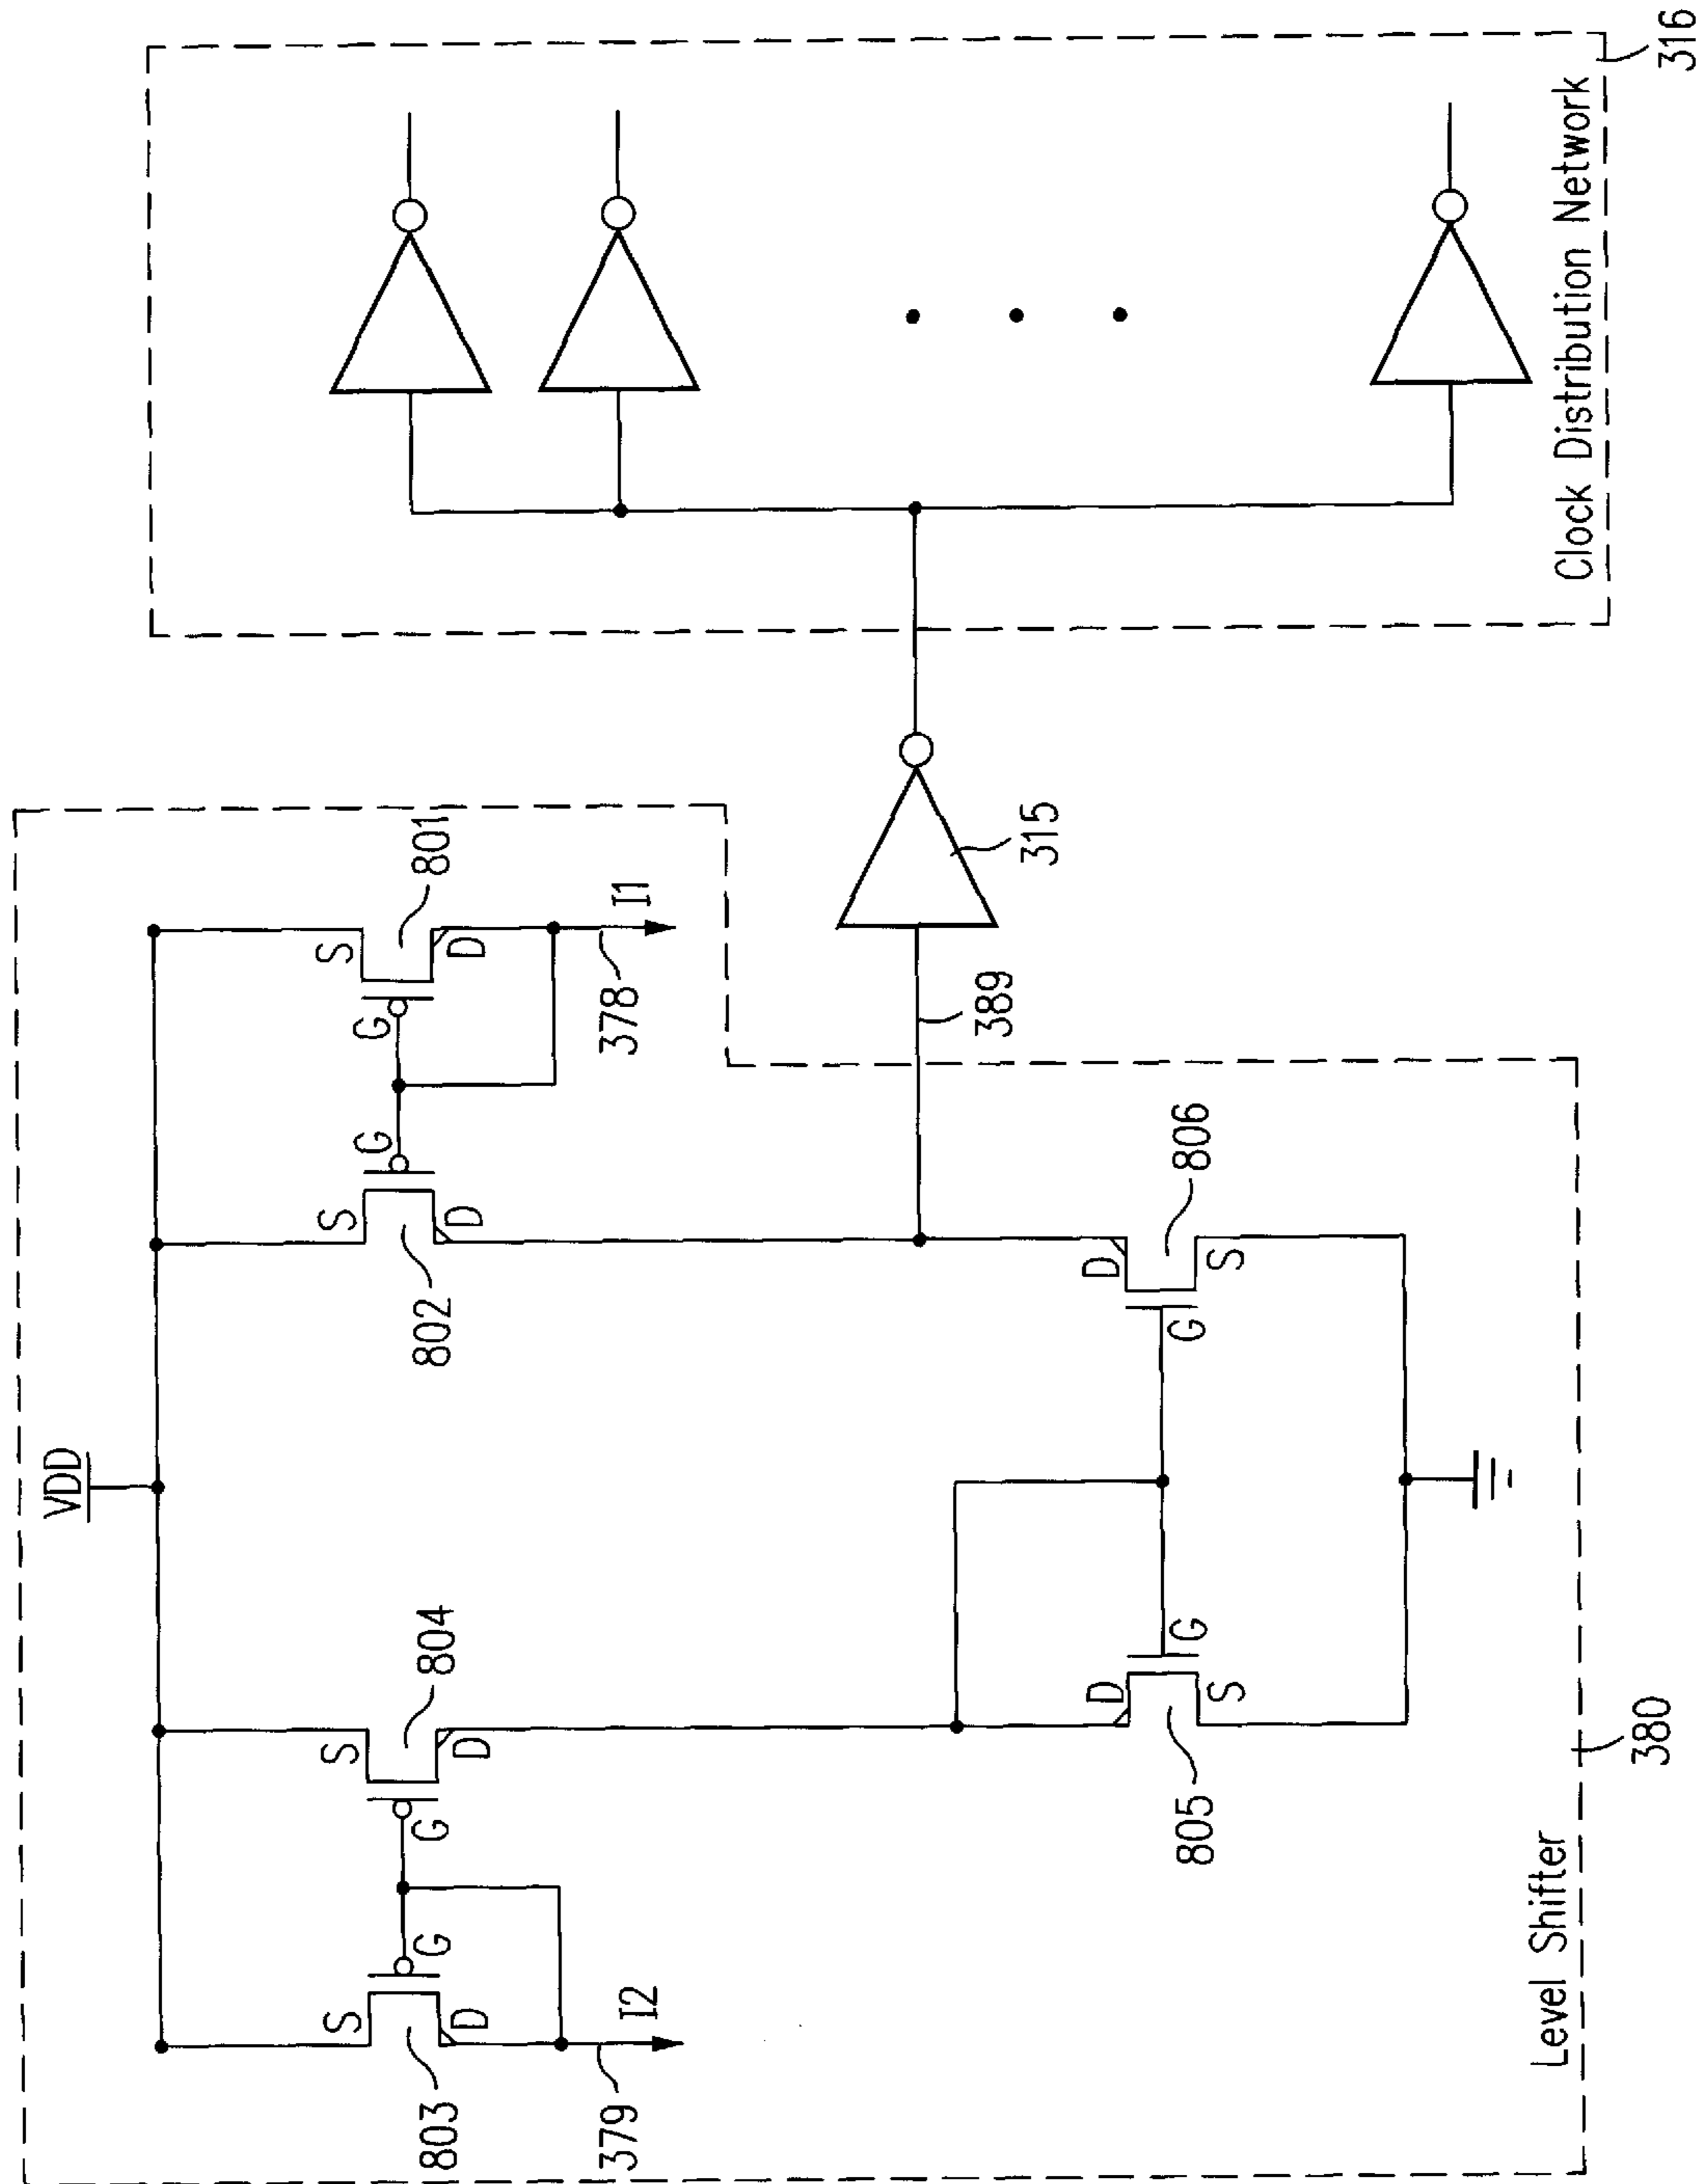 VDD
S
S
S
S
G
G
G
G
803
804
802
801
D
D
D
D
379
I2
378
I1
389
315
D
D
G
G
805
806
S
S
Level Shifter
Clock Distribution Network
380
316